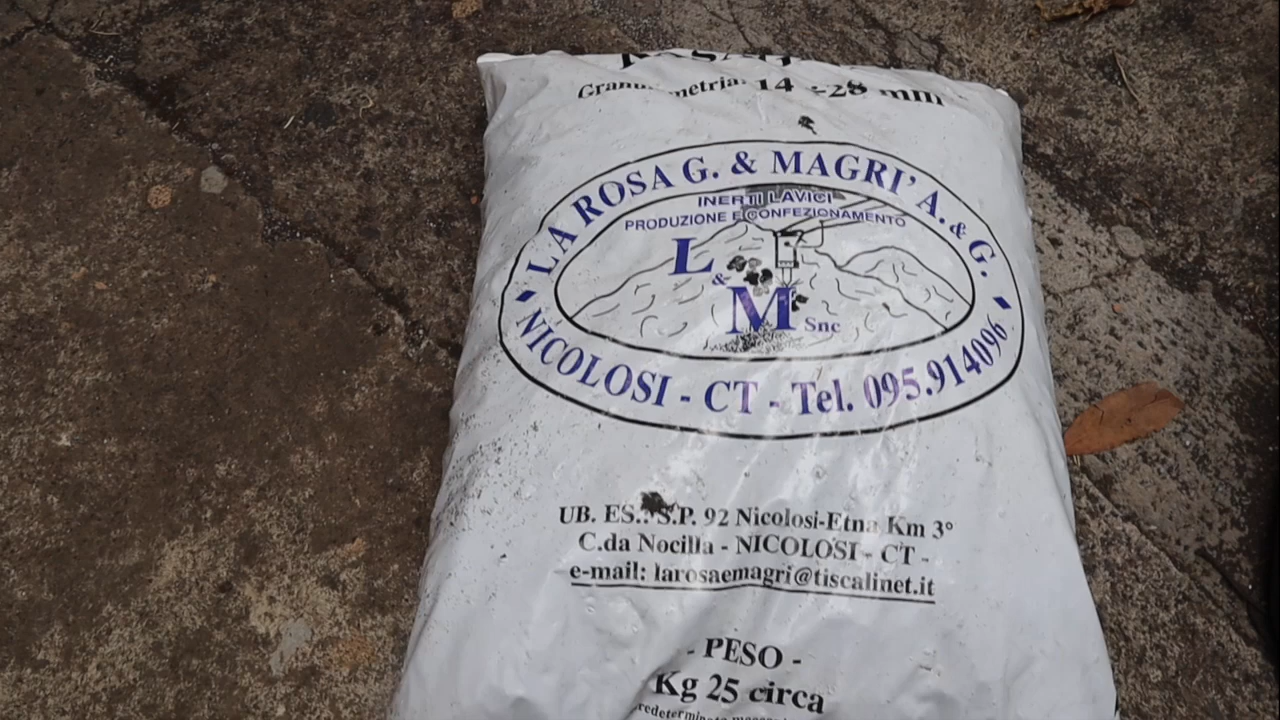 14 -28 mm
LA ROSA G. & MAGRI' A. & G.
INERTI LAVICI
PRODUZIONE E CONFEZIONAMENTO
L & M Snc
NICOLOSI - CT - Tel. 095.914096
UB. ES.: S.P. 92 Nicolosi-Etna Km 3°
C.da Nocilla - NICOLOSI - CT -
e-mail: larosaemagri@tiscalinet.it
- PESO -
Kg 25 circa